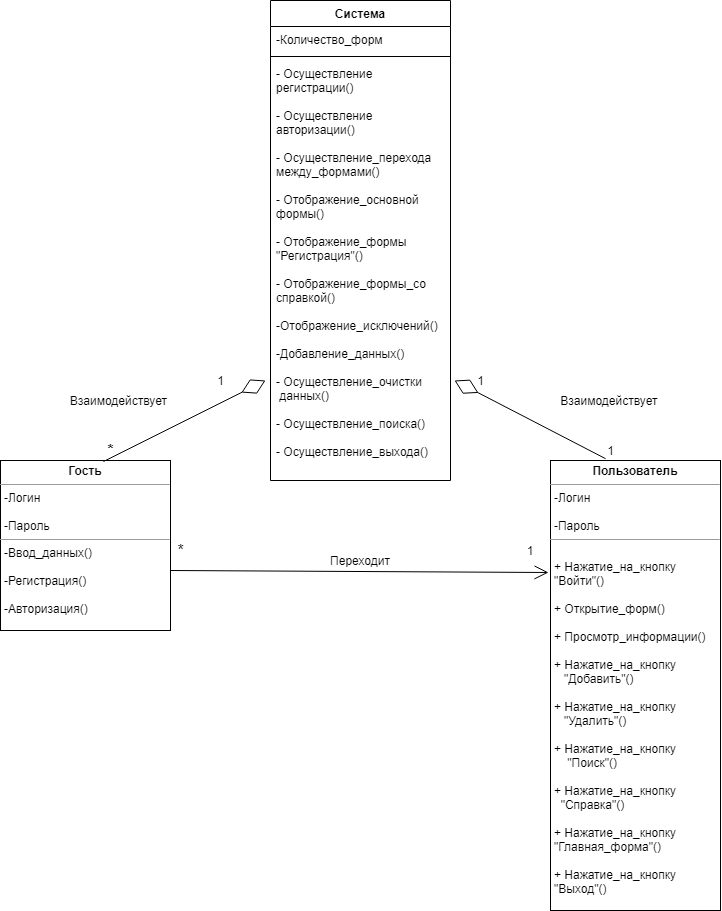 Система
-Количество_форм
- Осуществление
регистрации()
- Осуществление
авторизации()
- Осуществление_перехода
между_формами()
- Отображение_основной
формы()
- Отображение_формы
"Регистрация"()
- Отображение_формы_со
справкой()
-Отображение_исключений()
-Добавление_данных()
- Осуществление_очистки
данных()
- Осуществление_поиска()
- Осуществление_выхода()
1
Взаимодействует
*
1
Взаимодействует
1
Гость
-Логин
-Пароль
-Ввод_данных()
-Регистрация()
-Авторизация()
*
Переходит
1
Пользователь
-Логин
-Пароль
+ Нажатие_на_кнопку
"Войти"()
+ Открытие_форм()
+ Просмотр_информации()
+ Нажатие_на_кнопку
"Добавить"()
+ Нажатие_на_кнопку
"Удалить"()
+ Нажатие_на_кнопку
"Поиск"()
+ Нажатие_на_кнопку
"Справка"()
+ Нажатие_на_кнопку
"Главная_форма"()
+ Нажатие_на_кнопку
"Выход"()